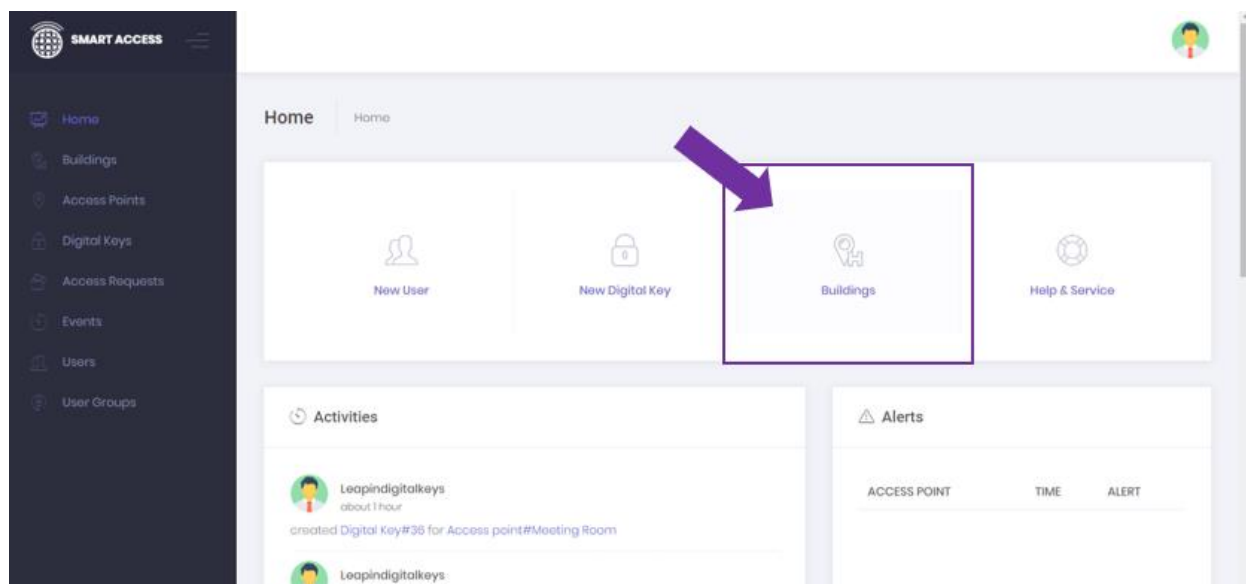 SMART ACCESS
Home
Buildings
Access Points
Digital Keys
Access Requests
Events
Users
User Groups
Home Home
New User
New Digital Key
Buildings
Help & Service
Activities
Leapindigitalkeys
about 1 hour
created Digital Key#36 for Access point#Meeting Room
Leapindigitalkeys
Alerts
ACCESS POINT TIME ALERT